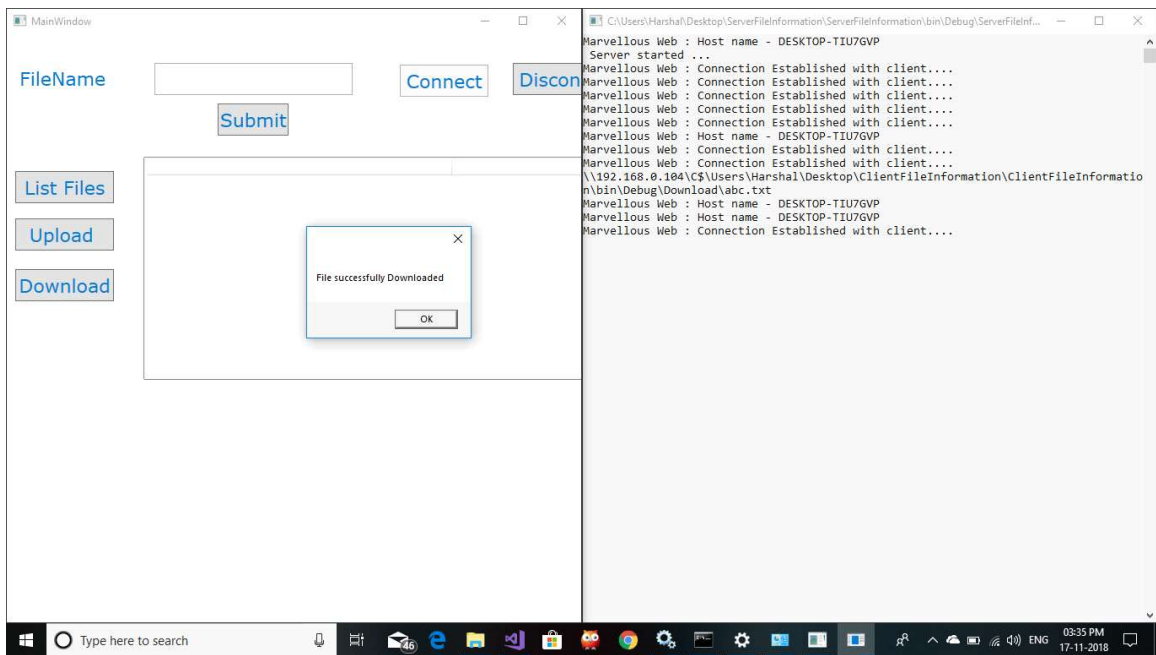 MainWindow
FileName
Connect
Discon
Submit
List Files
Upload
Download
File successfully Downloaded
OK
C:\Users\Harshal\Desktop\ServerFileInformation\ServerFileInformation\bin\Debug\ServerFileInf...
Marvellous Web : Host name - DESKTOP-TIU7GVP
Server started ...
Marvellous Web : Connection Established with client....
Marvellous Web : Connection Established with client....
Marvellous Web : Connection Established with client....
Marvellous Web : Connection Established with client....
Marvellous Web : Connection Established with client....
Marvellous Web : Host name - DESKTOP-TIU7GVP
Marvellous Web : Connection Established with client....
Marvellous Web : Connection Established with client....
\\192.168.0.104\C$\Users\Harshal\Desktop\ClientFileInformation\ClientFileInformatio
n\bin\Debug\Download\abc.txt
Marvellous Web : Host name - DESKTOP-TIU7GVP
Marvellous Web : Host name - DESKTOP-TIU7GVP
Marvellous Web : Connection Established with client....
Type here to search
46
ENG
03:35 PM
17-11-2018